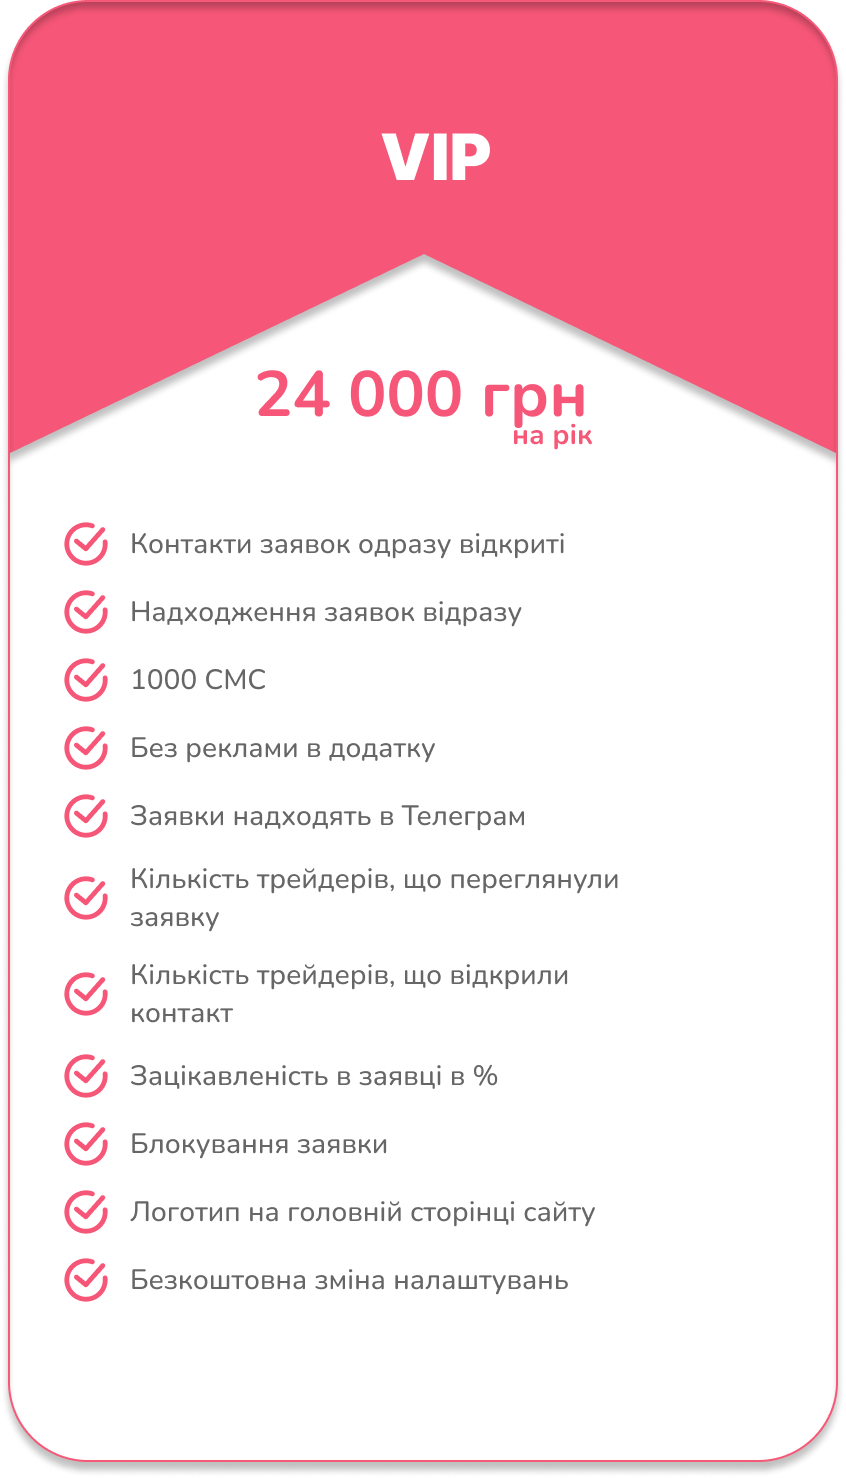 VIP
24 000 грн
на рік
Контакти заявок одразу відкриті
Надходження заявок відразу
1000 СМС
Без реклами в додатку
Заявки надходять в Телеграм
Кількість трейдерів, що переглянули
заявку
Кількість трейдерів, що відкрили
контакт
Зацікавленість в заявці в %
Блокування заявки
Логотип на головній сторінці сайту
Безкоштовна зміна налаштувань